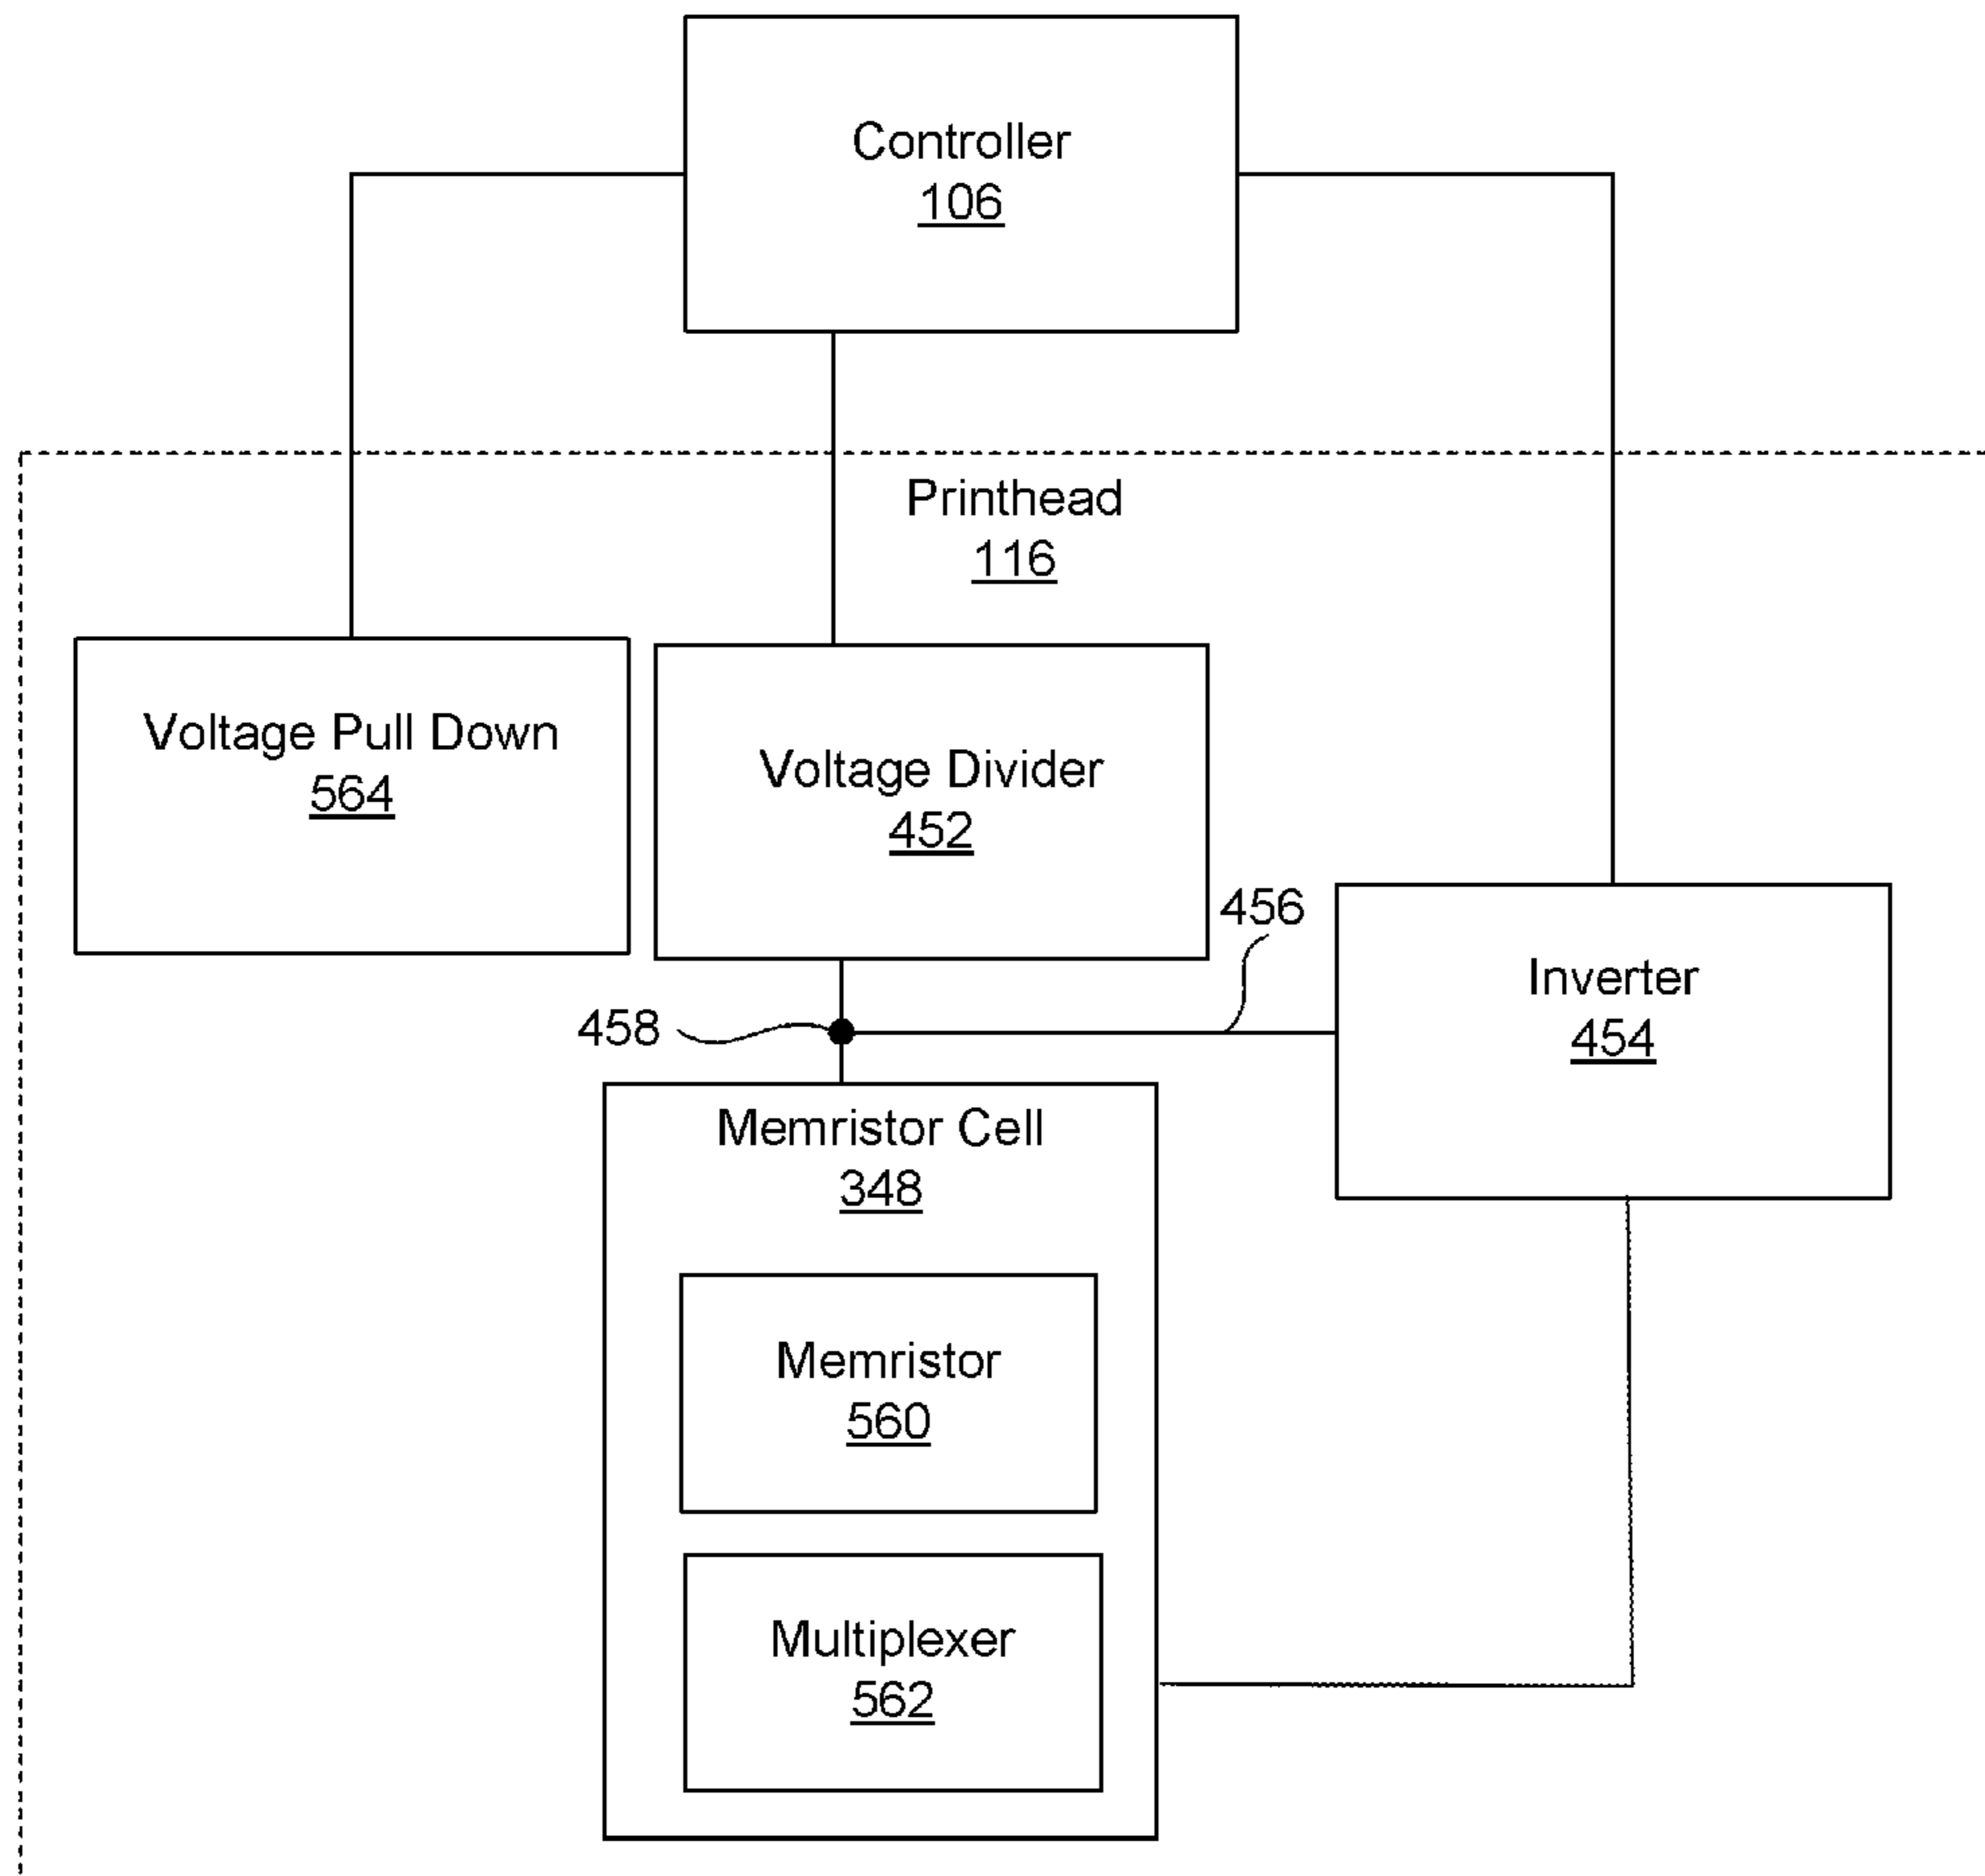 Controller
106
Printhead
116
Voltage Pull Down
564
Voltage Divider
452
456
Inverter
454
458
Memristor Cell
348
Memristor
560
Multiplexer
562